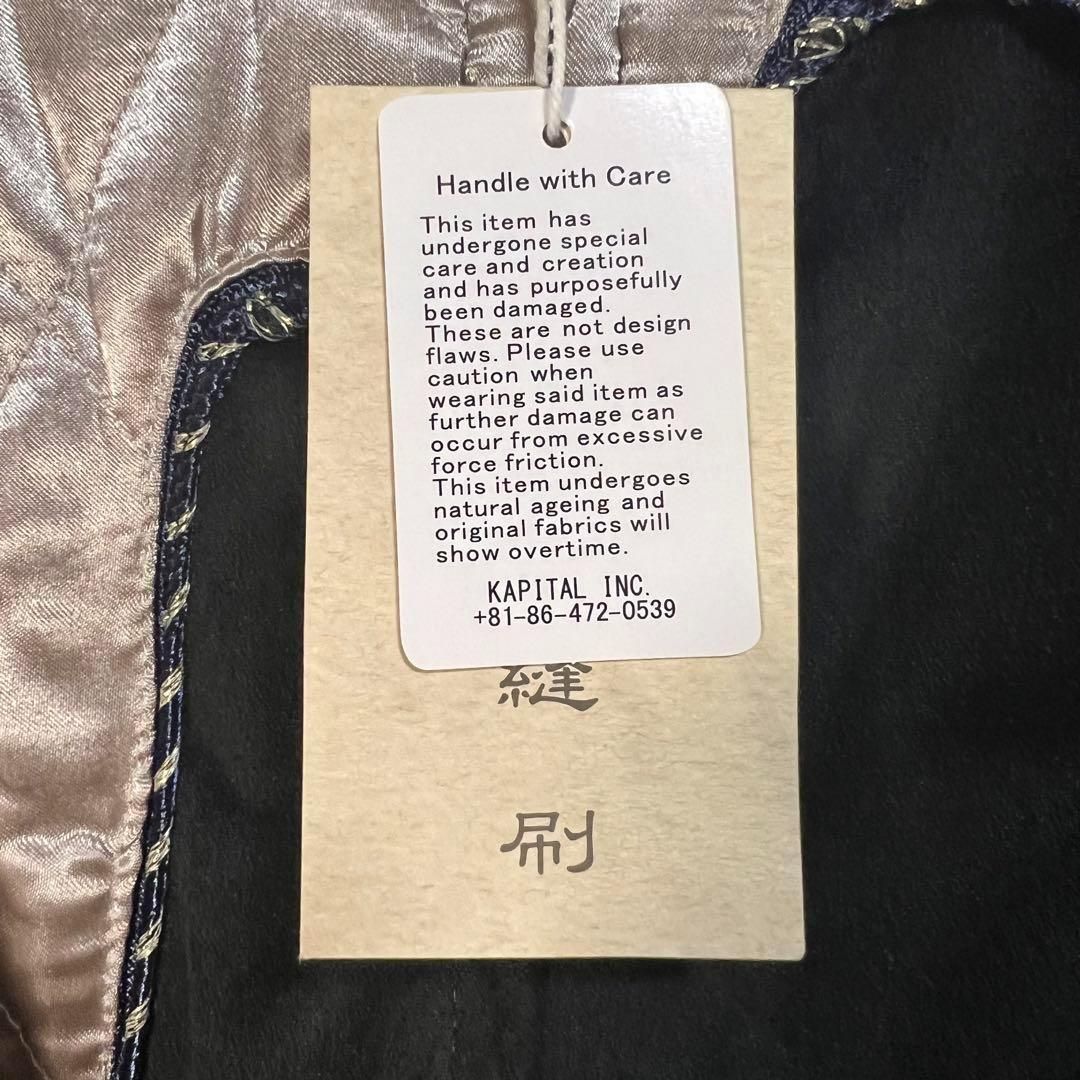 Handle with Care
This item has
undergone special
care and creation
and has purposefully
been damaged.
These are not design
flaws. Please use
caution when
wearing said item as
further damage can
occur from excessive
force friction.
This item undergoes
natural ageing and
original fabrics will
show overtime.
KAPITAL INC.
+81-86-472-0539
縫
刷